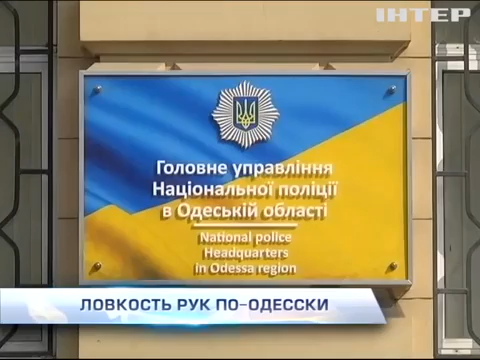 ІНТЕР
Головне управління
Національної поліції
в Одеській області
National police
Headquarters
in Odessa region
ЛОВКОСТЬ РУК ПО-ОДЕССКИ